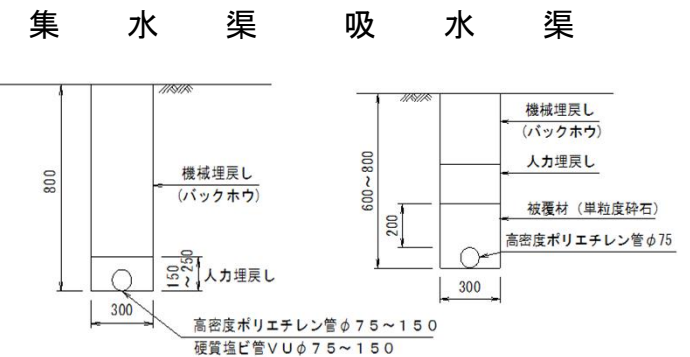 集水渠 吸水渠
800
機械埋戻し
(バックホウ)
150
～250
人力埋戻し
300
高密度ポリエチレン管φ７５～１５０
硬質塩ビ管ＶＵφ７５～１５０
600～800
機械埋戻し
(バックホウ)
人力埋戻し
200
被覆材（単粒度砕石）
高密度ポリエチレン管φ75
300